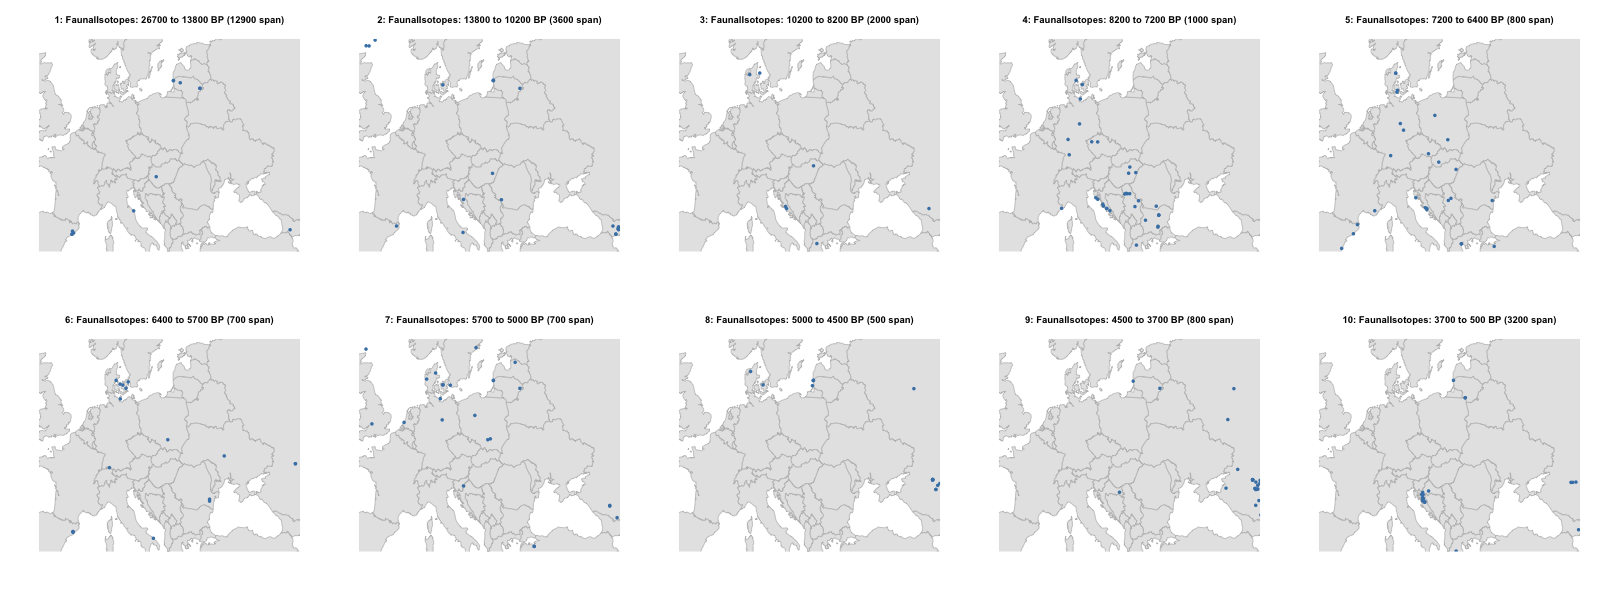 1: FaunalIsotopes: 26700 to 13800 BP (12900 span)
2: FaunalIsotopes: 13800 to 10200 BP (3600 span)
3: FaunalIsotopes: 10200 to 8200 BP (2000 span)
4: FaunalIsotopes: 8200 to 7200 BP (1000 span)
5: FaunalIsotopes: 7200 to 6400 BP (800 span)
6: FaunalIsotopes: 6400 to 5700 BP (700 span)
7: FaunalIsotopes: 5700 to 5000 BP (700 span)
8: FaunalIsotopes: 5000 to 4500 BP (500 span)
9: FaunalIsotopes: 4500 to 3700 BP (800 span)
10: FaunalIsotopes: 3700 to 500 BP (3200 span)